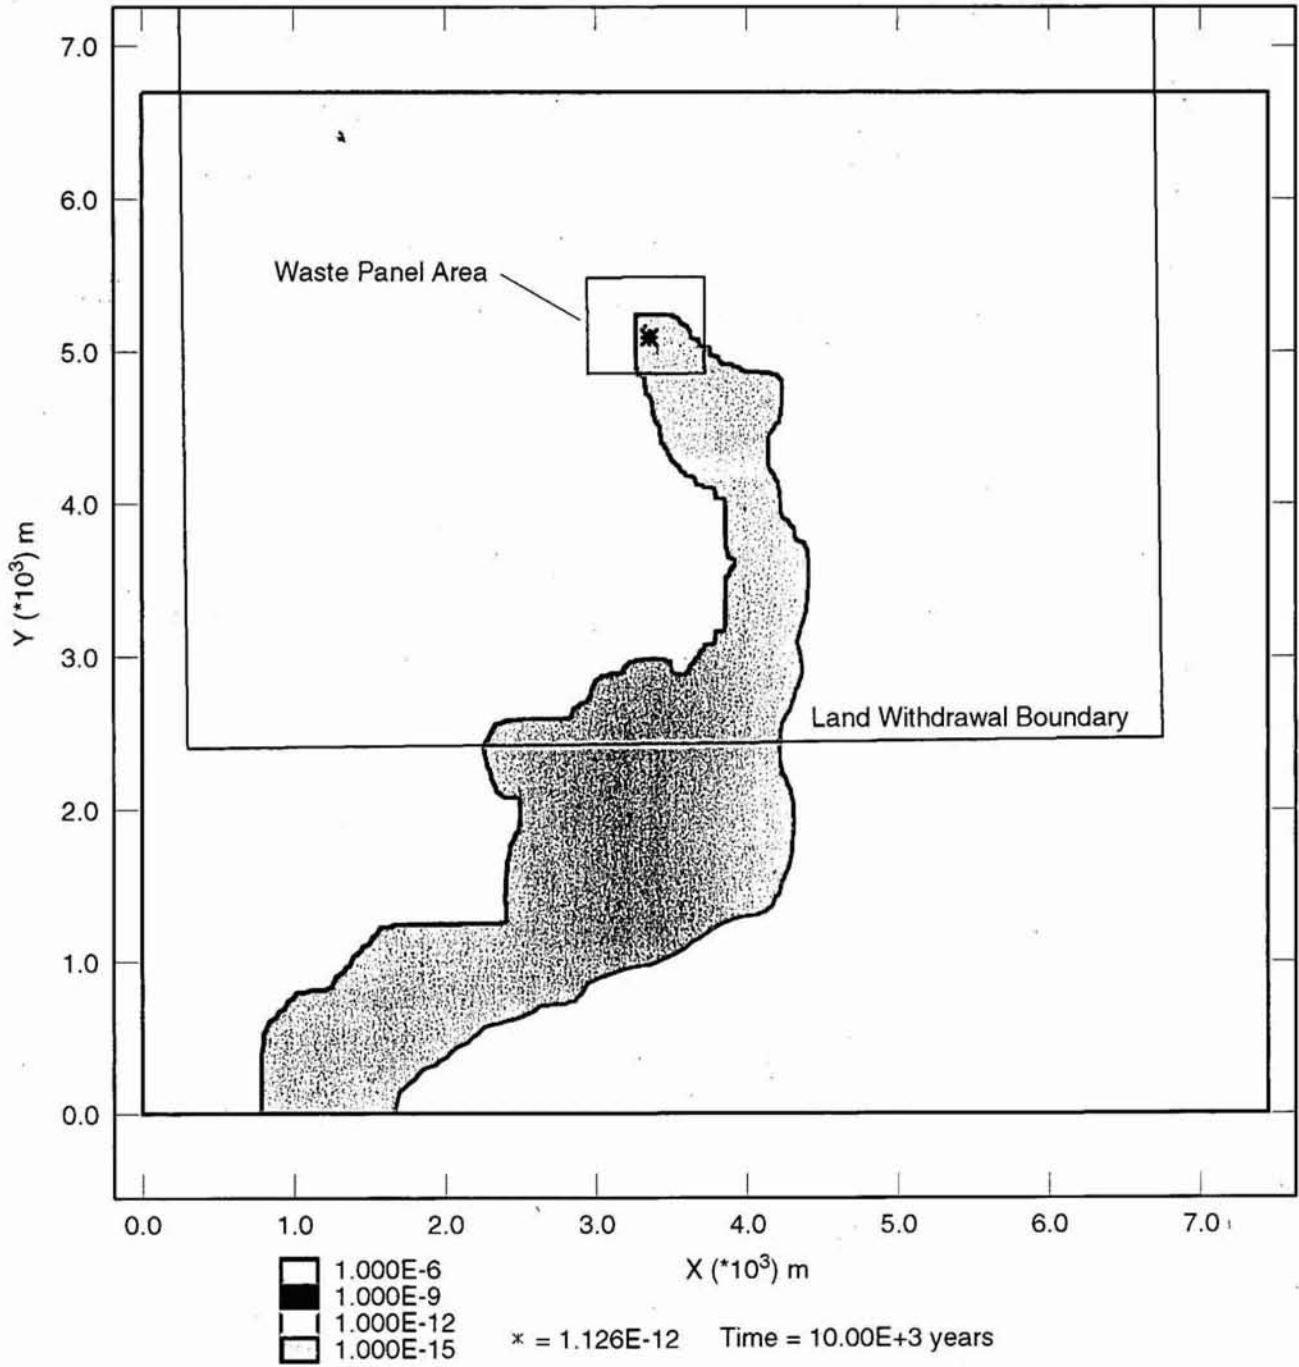 7.0
6.0
Waste Panel Area
5.0
4.0
Y (*10³) m
3.0
Land Withdrawal Boundary
2.0
1.0
0.0
0.0 1.0 2.0 3.0 4.0 5.0 6.0 7.0
X (*10³) m
1.000E-6
1.000E-9
1.000E-12
1.000E-15
* = 1.126E-12 Time = 10.00E+3 years